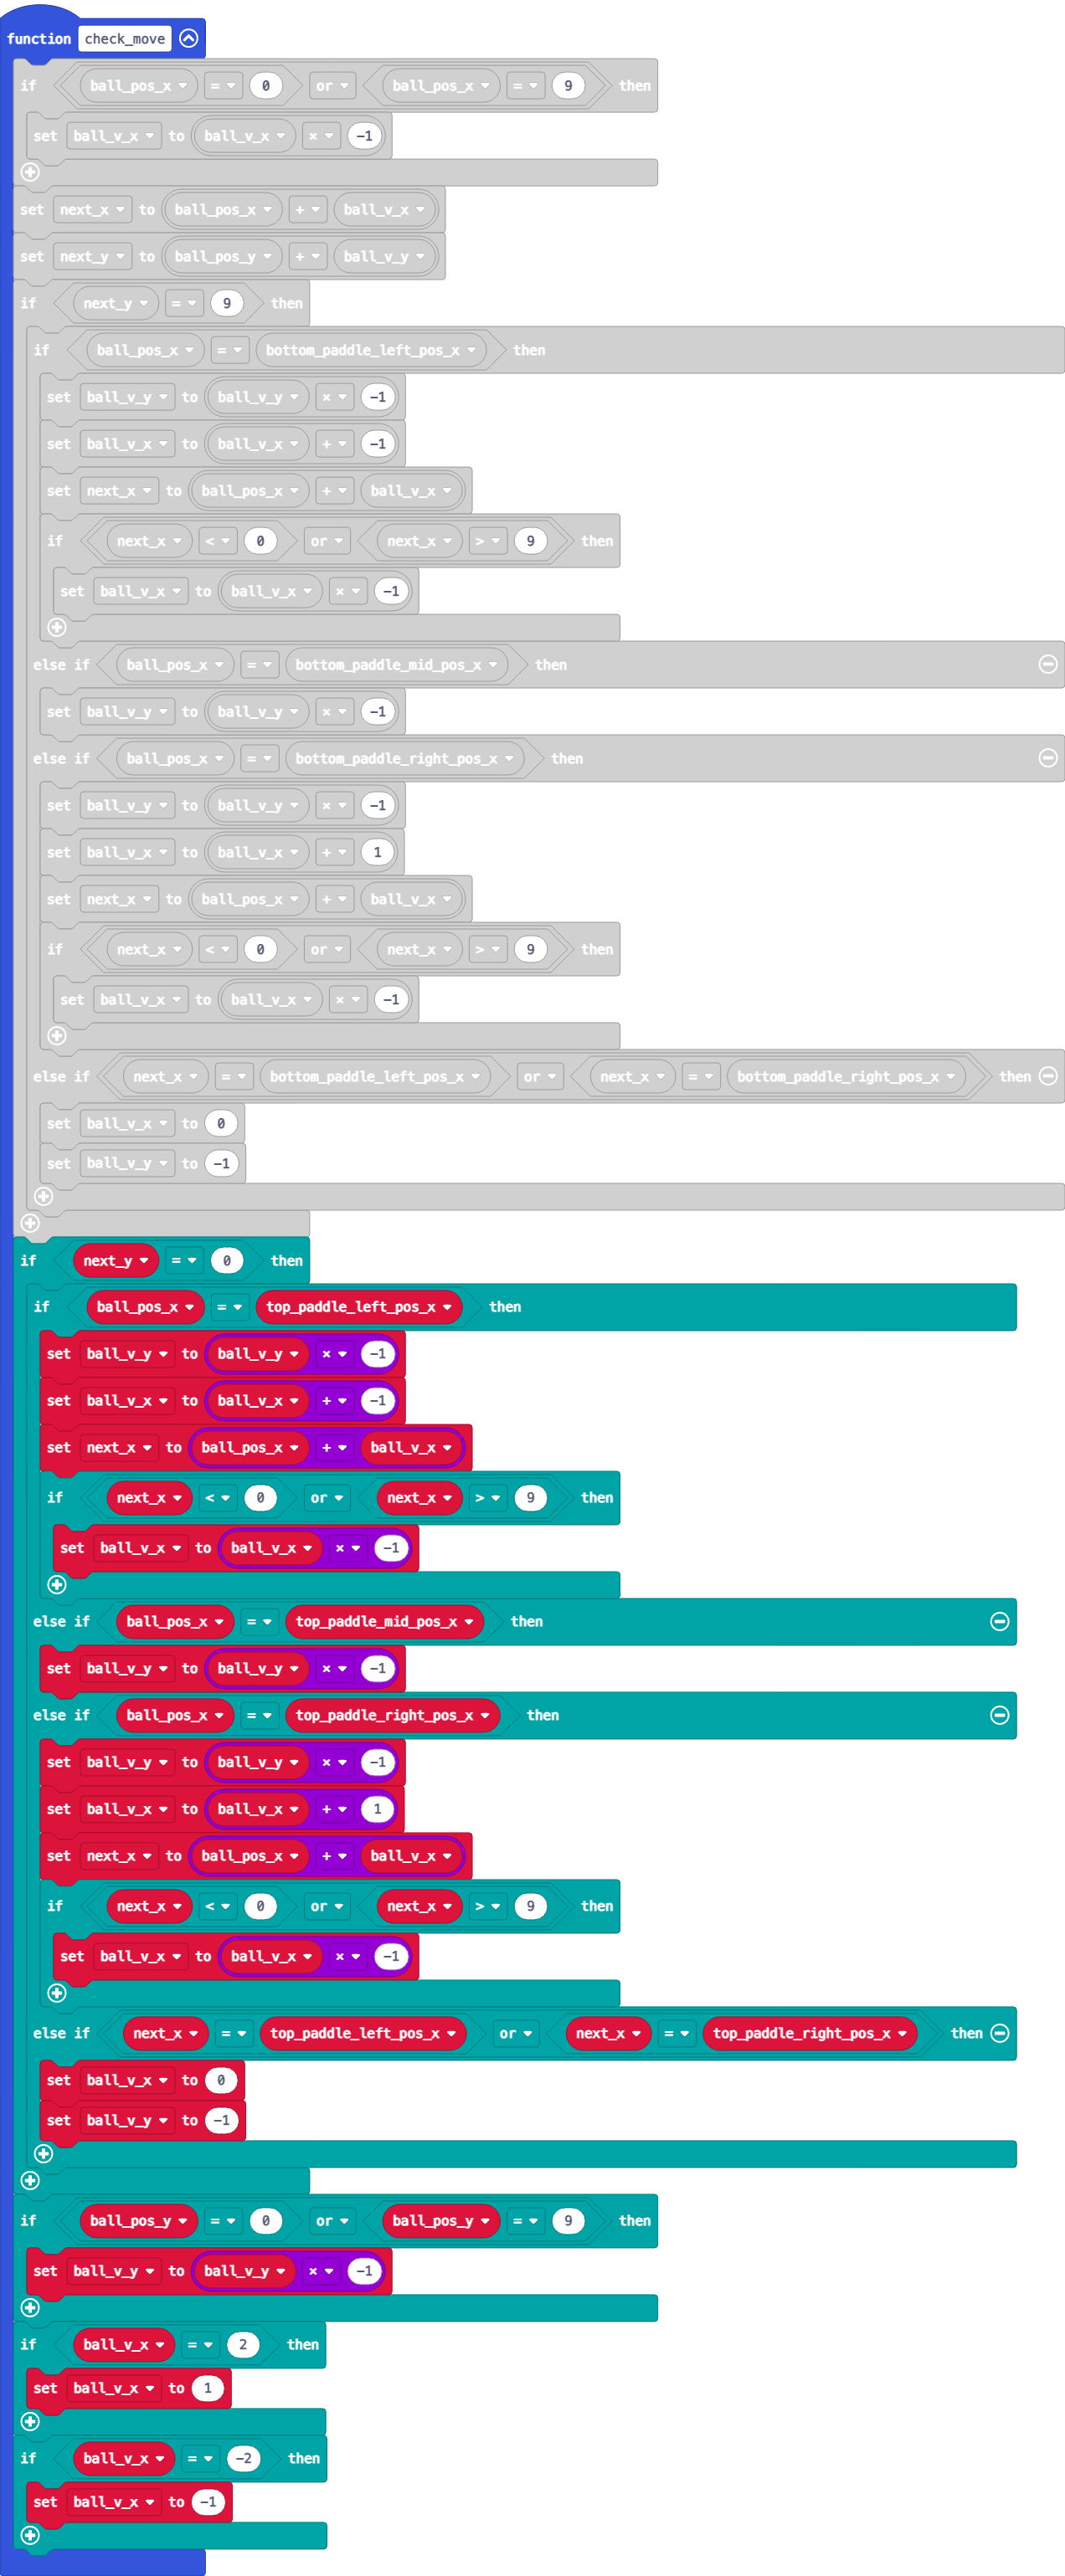 function check_move
if ball_pos_x = 0 or ball_pos_x = 9 then
set ball_v_x to ball_v_x × -1
set next_x to ball_pos_x + ball_v_x
set next_y to ball_pos_y + ball_v_y
if next_y = 9 then
if ball_pos_x = bottom_paddle_left_pos_x then
set ball_v_y to ball_v_y × -1
set ball_v_x to ball_v_x + -1
set next_x to ball_pos_x + ball_v_x
if next_x < 0 or next_x > 9 then
set ball_v_x to ball_v_x × -1
else if ball_pos_x = bottom_paddle_mid_pos_x then
set ball_v_y to ball_v_y × -1
else if ball_pos_x = bottom_paddle_right_pos_x then
set ball_v_y to ball_v_y × -1
set ball_v_x to ball_v_x + 1
set next_x to ball_pos_x + ball_v_x
if next_x < 0 or next_x > 9 then
set ball_v_x to ball_v_x × -1
else if next_x = bottom_paddle_left_pos_x or next_x = bottom_paddle_right_pos_x then
set ball_v_x to 0
set ball_v_y to -1
if next_y = 0 then
if ball_pos_x = top_paddle_left_pos_x then
set ball_v_y to ball_v_y × -1
set ball_v_x to ball_v_x + -1
set next_x to ball_pos_x + ball_v_x
if next_x < 0 or next_x > 9 then
set ball_v_x to ball_v_x × -1
else if ball_pos_x = top_paddle_mid_pos_x then
set ball_v_y to ball_v_y × -1
else if ball_pos_x = top_paddle_right_pos_x then
set ball_v_y to ball_v_y × -1
set ball_v_x to ball_v_x + 1
set next_x to ball_pos_x + ball_v_x
if next_x < 0 or next_x > 9 then
set ball_v_x to ball_v_x × -1
else if next_x = top_paddle_left_pos_x or next_x = top_paddle_right_pos_x then
set ball_v_x to 0
set ball_v_y to -1
if ball_pos_y = 0 or ball_pos_y = 9 then
set ball_v_y to ball_v_y × -1
if ball_v_x = 2 then
set ball_v_x to 1
if ball_v_x = -2 then
set ball_v_x to -1